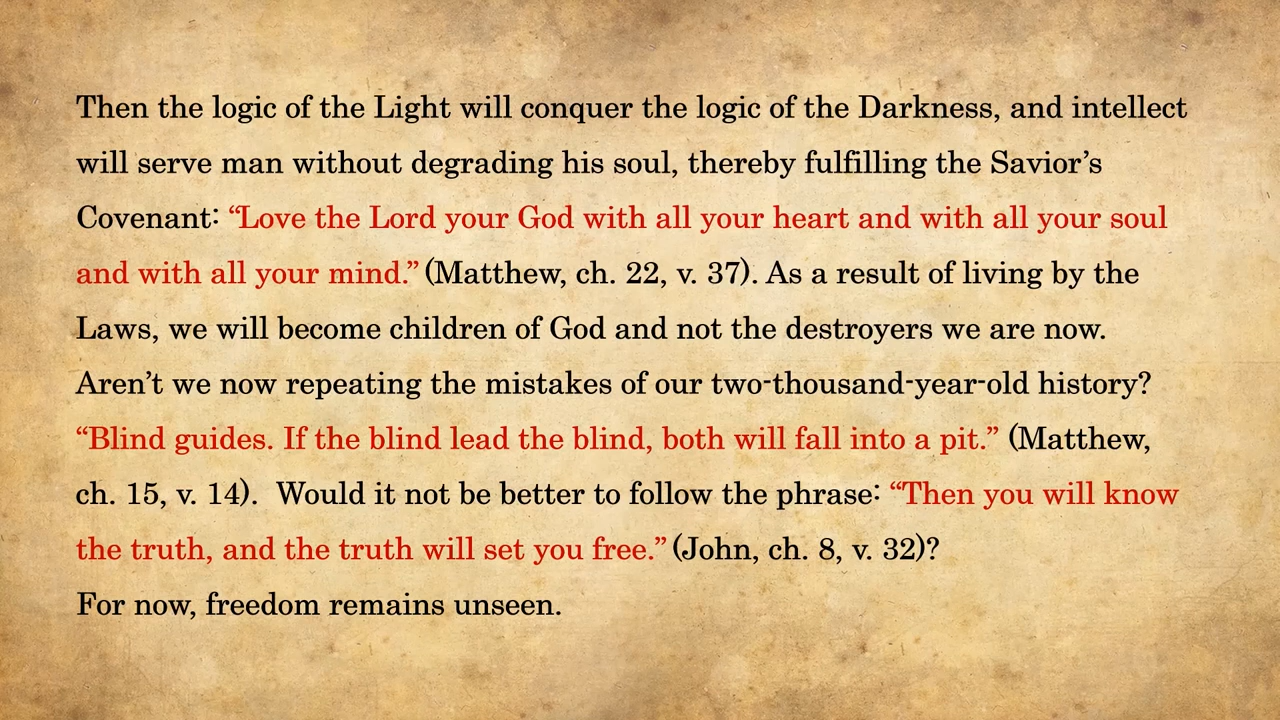 Then the logic of the Light will conquer the logic of the Darkness, and intellect
will serve man without degrading his soul, thereby fulfilling the Savior’s
Covenant: “Love the Lord your God with all your heart and with all your soul
and with all your mind.” (Matthew, ch. 22, v. 37). As a result of living by the
Laws, we will become children of God and not the destroyers we are now.
Aren’t we now repeating the mistakes of our two-thousand-year-old history?
“Blind guides. If the blind lead the blind, both will fall into a pit.” (Matthew,
ch. 15, v. 14).  Would it not be better to follow the phrase: “Then you will know
the truth, and the truth will set you free.” (John, ch. 8, v. 32)?
For now, freedom remains unseen.